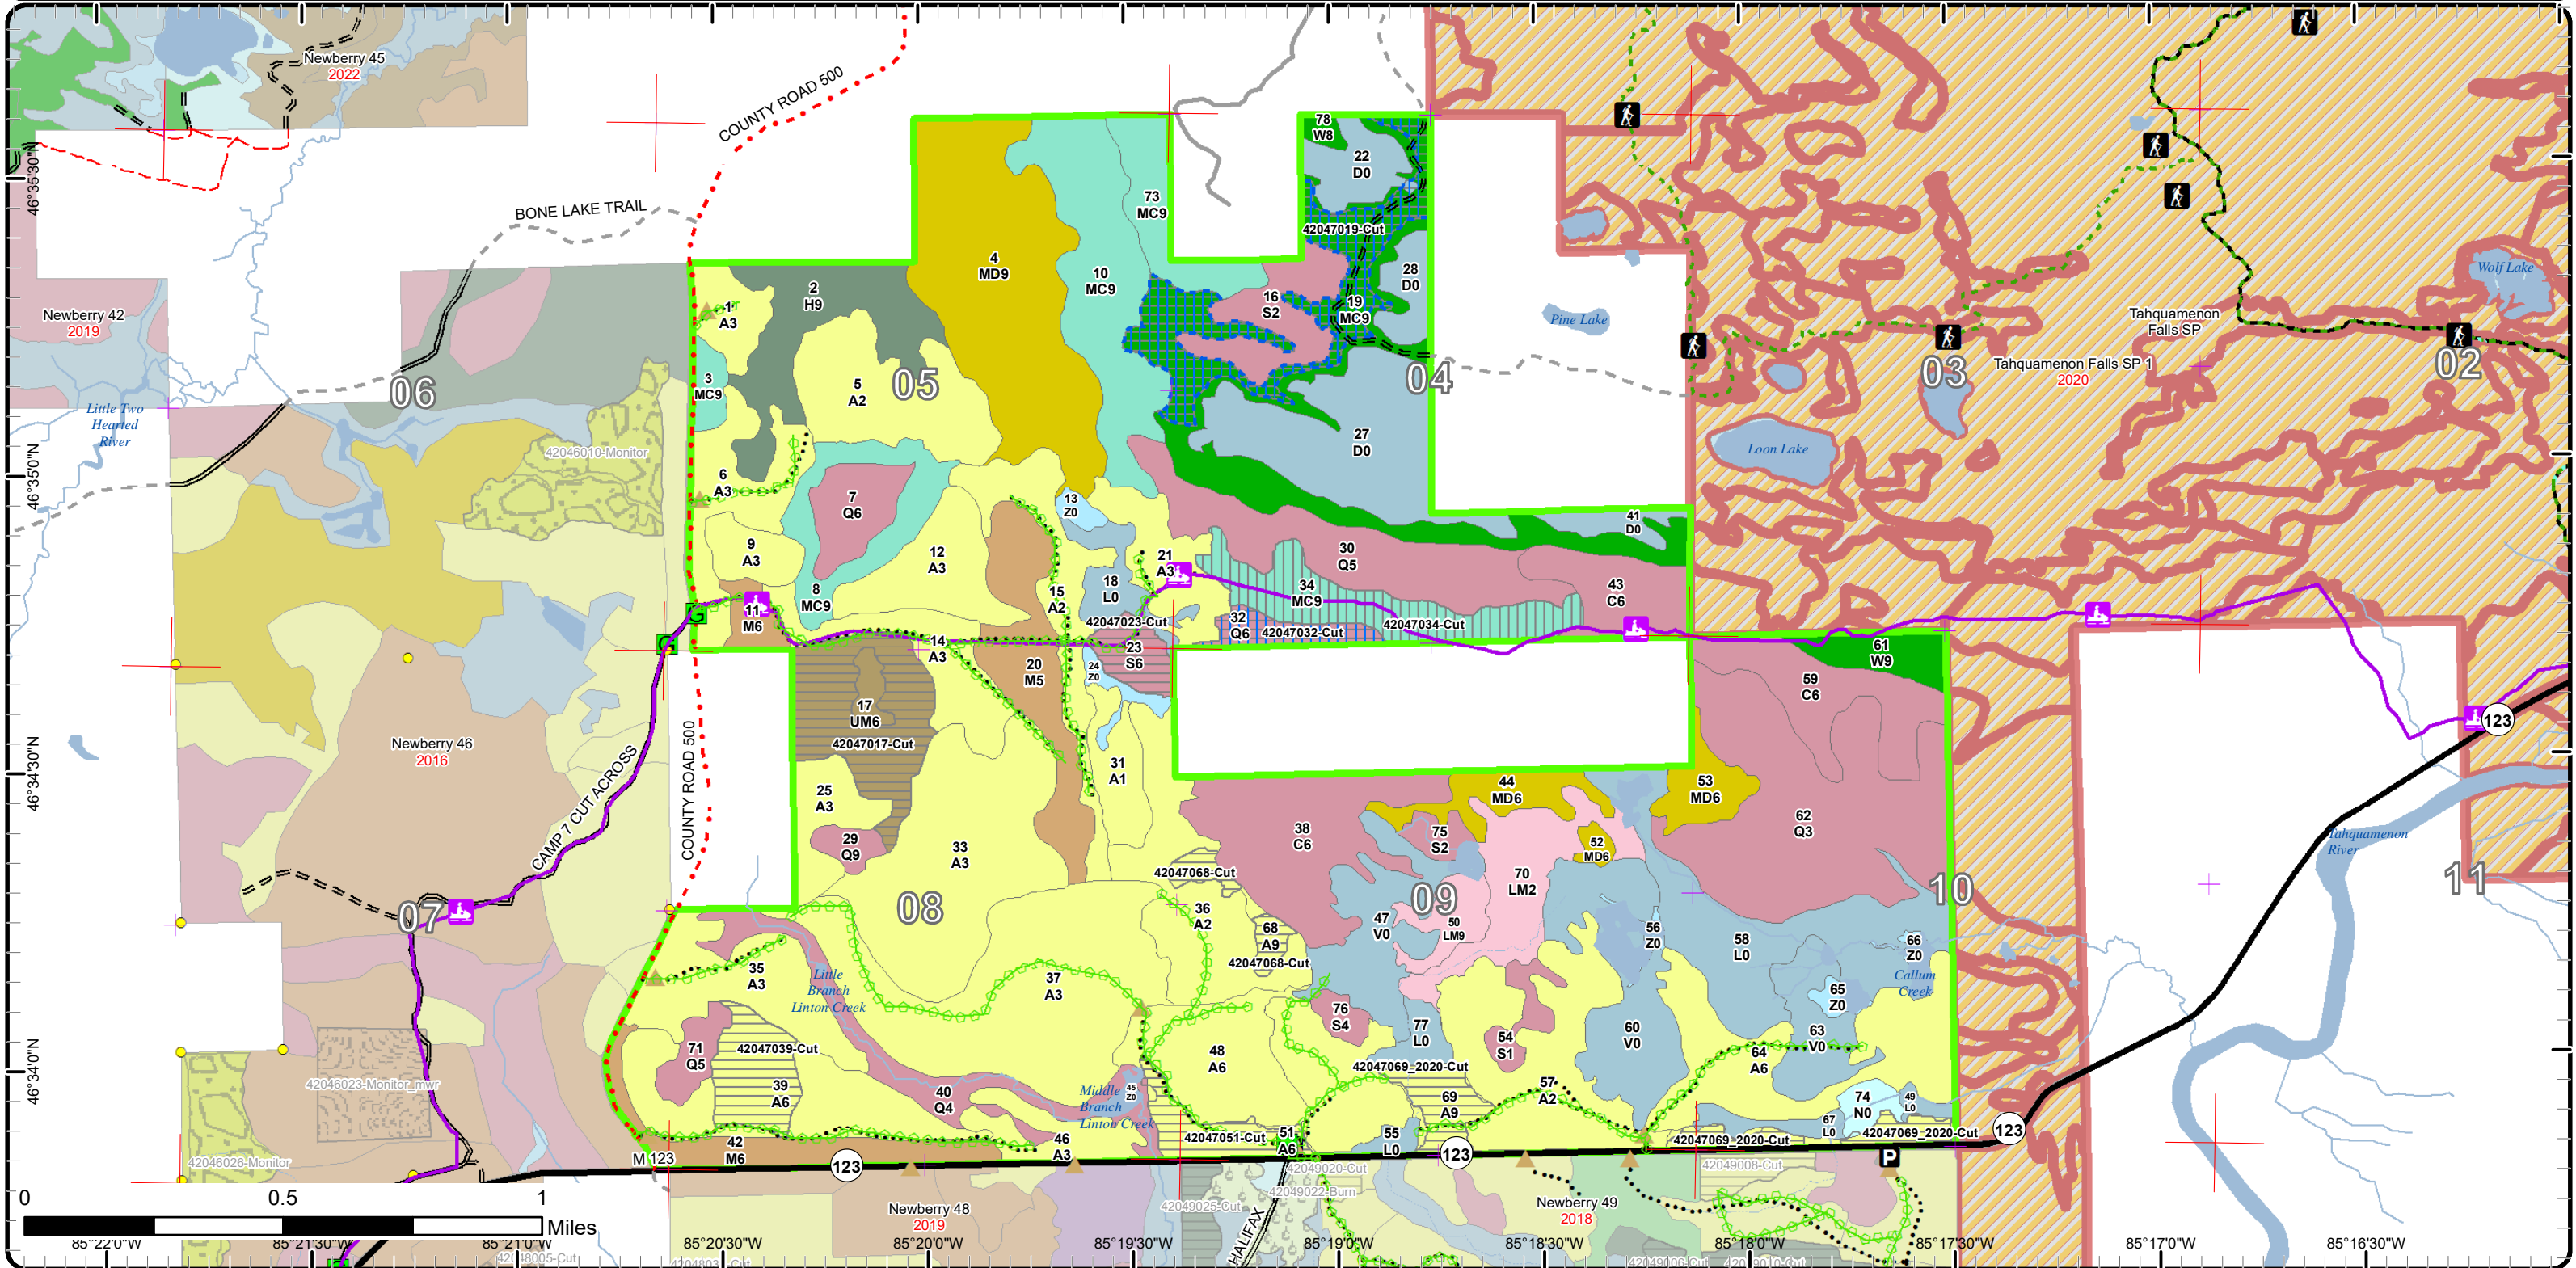 Newberry 45
2022
COUNTY ROAD 500
BONE LAKE TRAIL
46°35'30"N
78
W8
22
D0
73
MC9
42047019-Cut
4
MD9
10
MC9
28
D0
2
H9
16
S2
19
MC9
1
A3
Newberry 42
2019
Pine Lake
Wolf Lake
Tahquamenon
Falls SP
Tahquamenon Falls SP 1
2020
06
05
04
03
02
3
MC9
5
A2
Little Two
Hearted
River
42046010-Monitor
27
D0
Loon Lake
46°35'0"N
6
A3
7
Q6
13
Z0
41
D0
9
A3
12
A3
30
Q5
21
A3
8
MC9
15
A2
18
L0
34
MC9
43
C6
G
G
11
M6
42047023-Cut
32
Q6
42047032-Cut
42047034-Cut
14
A3
23
S6
24
Z0
20
M5
61
W9
59
C6
17
UM6
42047017-Cut
Newberry 46
2016
COUNTY ROAD 500
CAMP 7 CUT ACROSS
46°34'30"N
123
31
A1
25
A3
44
MD6
53
MD6
29
Q9
33
A3
38
C6
75
S2
52
MD6
62
Q3
Tahquamenon
River
42047068-Cut
70
LM2
07
08
09
10
11
36
A2
68
A9
42047068-Cut
47
V0
50
LM9
56
Z0
58
L0
66
Z0
Callum
Creek
35
A3
Little
Branch
Linton Creek
37
A3
65
Z0
76
S4
77
L0
54
S1
60
V0
63
V0
64
A6
71
Q5
42047039-Cut
39
A6
48
A6
42047069_2020-Cut
46°34'0"N
42046023-Monitor_mwr
40
Q4
Middle
Branch
Linton Creek
45
Z0
69
A9
57
A2
74
N0
49
L0
67
L0
42046026-Monitor
M 123
42
M6
46
A3
42047051-Cut
51
A6
55
L0
42047069_2020-Cut
42047069_2020-Cut
123
123
123
P
42049020-Cut
42049008-Cut
42049022-Burn
42049025-Cut
Newberry 48
2019
Newberry 49
2018
HALIFAX
0
0.5
1
Miles
85°22'0"W
85°21'30"W
85°21'0"W
85°20'30"W
85°20'0"W
85°19'30"W
85°19'0"W
85°18'30"W
85°18'0"W
85°17'30"W
85°17'0"W
85°16'30"W
42048005-Cut
42049006-Cut
42049010-Cut